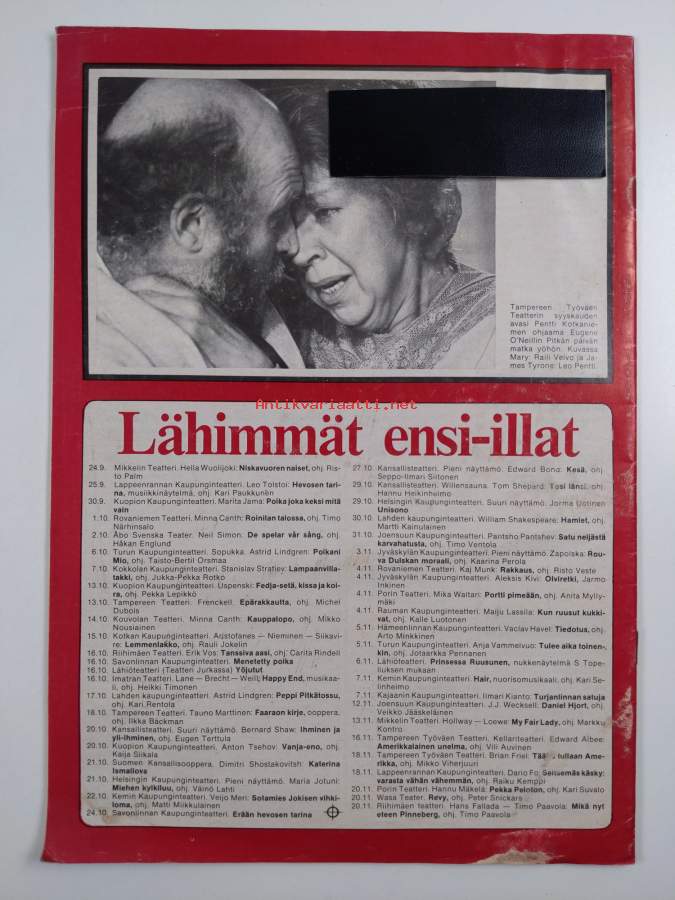 Tampereen Työväen
Teatterin syyskauden
avasi Pentti Kotkanie-
men ohjaama Eugene
O'Neillin Pitkän päivän
matka yöhön. Kuvassa
Mary: Raili Veivo ja Ja-
mes Tyrone: Leo Pentti.
Antikvariaatti.net
Lähimmät ensi-illat
24.9. Mikkelin Teatteri. Hella Wuolijoki: Niskavuoren naiset, ohj. Ris-
to Palm
25.9. Lappeenrannan Kaupunginteatteri. Leo Tolstoi: Hevosen tari-
na, musiikkinäytelmä, ohj. Kari Paukkunen
30.9. Kuopion Kaupunginteatteri. Marita Jama: Poika joka keksi mitä
vain
1.10. Rovaniemen Teatteri. Minna Canth: Roinilan talossa, ohj. Timo
Närhinsalo
2.10. Åbo Svenska Teater. Neil Simon: De spelar vår sång, ohj.
Håkan Englund
6.10. Turun Kaupunginteatteri. Sopukka. Astrid Lindgren: Poikani
Mio, ohj. Taisto-Bertil Orsmaa
7.10. Kokkolan Kaupunginteatteri. Stanislav Stratiev: Lampaanvilla-
takki, ohj. Jukka-Pekka Rotko
13.10. Kuopion Kaupunginteatteri. Uspenski: Fedja-setä, kissa ja koi-
ra, ohj. Pekka Lepikkö
13.10. Tampereen Teatteri. Frenckell. Epärakkautta, ohj. Michel
Dubois
14.10. Kouvolan Teatteri. Minna Canth: Kauppalopo, ohj. Mikko
Nousiainen
15.10. Kotkan Kaupunginteatteri. Aristofanes — Nieminen — Siikavi-
re: Lemmenlakko, ohj. Rauli Jokelin
16.10. Riihimäen Teatteri. Erik Vos: Tanssiva aasi, ohj. Carita Rindell
16.10. Savonlinnan Kaupunginteatteri. Menetetty poika
16.10. Lähiöteatteri (Teatteri Jurkassa) Yöjutut
16.10. Imatran Teatteri. Lane — Brecht — Weill: Happy End, musikaa-
li, ohj. Heikki Timonen
17.10. Lahden kaupunginteatteri. Astrid Lindgren: Peppi Pitkätossu,
ohj. Kari Rentola
18.10. Tampereen Teatteri. Tauno Marttinen: Faaraon kirje, ooppera,
ohj. Ilkka Bäckman
20.10. Kansallisteatteri. Suuri näyttämö. Bernard Shaw: Ihminen ja
yli-ihminen, ohj. Eugen Terttula
20.10. Kuopion Kaupunginteatteri. Anton Tsehov: Vanja-eno, ohj.
Kaija Siikala
21.10. Suomen Kansallisooppera. Dimitri Shostakovitsh: Katerina
Ismailova
21.10. Helsingin Kaupunginteatteri. Pieni näyttämö. Maria Jotuni:
Miehen kylkiluu, ohj. Väinö Lahti
22.10. Kemin Kaupunginteatteri. Veijo Meri: Sotamies Jokisen vihki-
loma, ohj. Matti Miikkulainen
24.10. Savonlinnan Kaupunginteatteri. Erään hevosen tarina
27.10. Kansallisteatteri. Pieni näyttämö. Edward Bond: Kesä, ohj.
Seppo-Ilmari Siitonen
29.10. Kansallisteatteri. Willensauna. Tom Shepard: Tosi länsi, ohj.
Hannu Heikinheimo
29.10. Helsingin Kaupunginteatteri. Suuri näyttämö. Jorma Uotinen:
Unisono
30.10. Lahden kaupunginteatteri. William Shakespeare: Hamlet, ohj.
Martti Kainulainen
31.10. Joensuun Kaupunginteatteri. Pantsho Pantshev: Satu neljästä
karvahatusta, ohj. Timo Ventola
3.11. Jyväskylän Kaupunginteatteri. Pieni näyttämö. Zapolska: Rou-
va Dulskan moraali, ohj. Kaarina Perola
4.11. Rovaniemen Teatteri. Kaj Munk: Rakkaus, ohj. Risto Veste
4.11. Jyväskylän Kaupunginteatteri. Aleksis Kivi: Olviretki, Jarmo
Inkinen
4.11. Porin Teatteri. Mika Waltari: Portti pimeään, ohj. Anita Mylly-
mäki
4.11. Rauman Kaupunginteatteri. Maiju Lassila: Kun ruusut kukki-
vat, ohj. Kalle Luotonen
5.11. Hämeenlinnan Kaupunginteatteri. Vaclav Havel: Tiedotus, ohj.
Arto Minkkinen
5.11. Turun Kaupunginteatteri. Anja Vammelvuo: Tulee aika toinen-
kin, ohj. Jotaarkka Pennanen
6.11. Lähiöteatteri. Prinsessa Ruusunen, nukkenäytelmä S Tope-
liuksen mukaan
7.11. Kemin Kaupunginteatteri. Hair, nuorisomusikaali, ohj. Kari Se-
linheimo
7.11. Kajaanin Kaupunginteatteri. Ilmari Kianto: Turjanlinnan satuja
12.11. Joensuun Kaupunginteatteri. J.J. Wecksell: Daniel Hjort, ohj.
Veikko Jääskeläinen
13.11. Mikkelin Teatteri. Hollway — Loewe: My Fair Lady, ohj. Markku
Kontro
16.11. Tampereen Työväen Teatteri. Kellariteatteri. Edward Albee:
Amerikkalainen unelma, ohj. Vili Auvinen
18.11. Tampereen Työväen Teatteri. Brian Friel: tullaan Ame-
rikka, ohj. Mikko Viherjuuri
18.11. Lappeenrannan Kaupunginteatteri. Dario Fo: Seitsemäs käsky:
varasta vähän vähemmän, ohj. Raiku Kemppi
20.11. Porin Teatteri. Hannu Mäkelä: Pekka Peloton, ohj. Kari Suvalo
20.11. Wasa Teater. Revy, ohj. Peter Snickars
20.11. Riihimäen teatteri. Hans Fallada — Timo Paavola: Mikä nyt
eteen Pinneberg, ohj. Timo Paavola